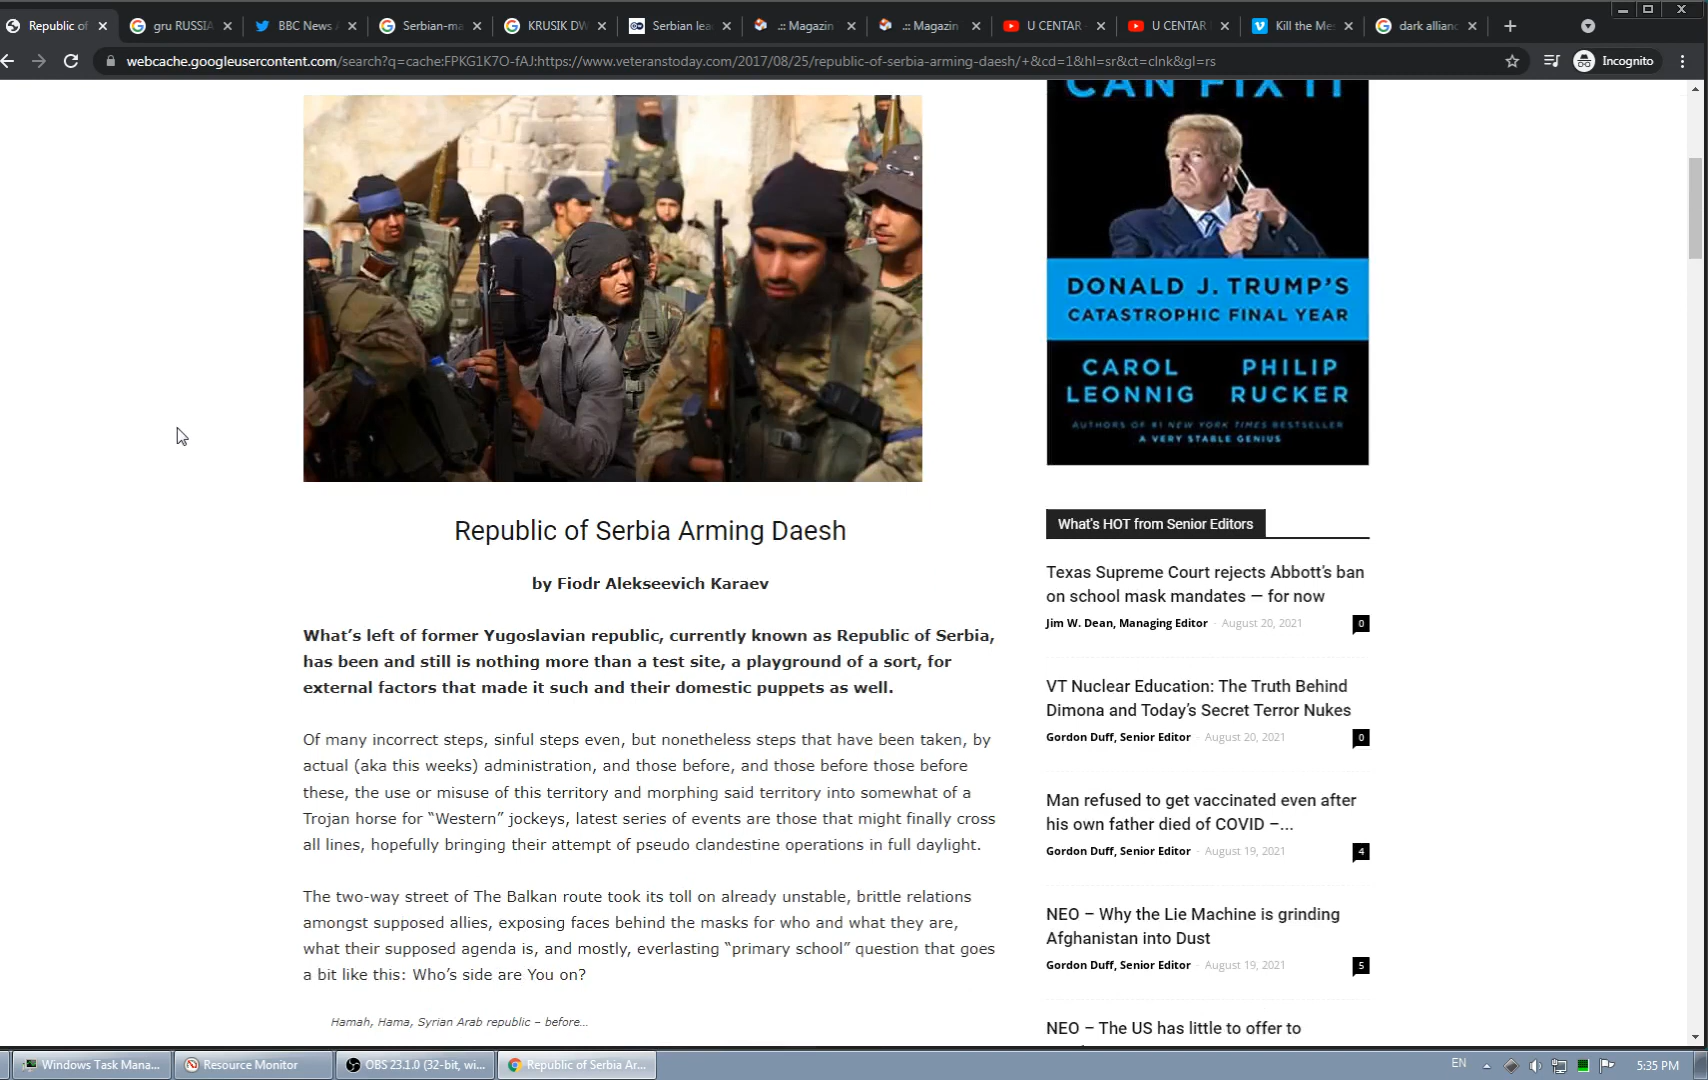 Republic of
gru RUSSIA
BBC News
Serbian-ma
KRUSIK DW
Serbian lea
.:: Magazin
.:: Magazin
U CENTAR
U CENTAR
Kill the Mes
dark allianc
webcache.googleusercontent.com/search?q=cache:FPKG1K7O-fAJ:https://www.veteranstoday.com/2017/08/25/republic-of-serbia-arming-daesh/+&cd=1&hl=sr&ct=clnk&gl=rs
Incognito
CAN FIX IT
DONALD J. TRUMP'S
CATASTROPHIC FINAL YEAR
CAROL PHILIP
LEONNIG RUCKER
AUTHORS OF #1 NEW YORK TIMES BESTSELLER
A VERY STABLE GENIUS
Republic of Serbia Arming Daesh
by Fiodr Alekseevich Karaev
What’s left of former Yugoslavian republic, currently known as Republic of Serbia,
has been and still is nothing more than a test site, a playground of a sort, for
external factors that made it such and their domestic puppets as well.
Of many incorrect steps, sinful steps even, but nonetheless steps that have been taken, by
actual (aka this weeks) administration, and those before, and those before those before
these, the use or misuse of this territory and morphing said territory into somewhat of a
Trojan horse for “Western” jockeys, latest series of events are those that might finally cross
all lines, hopefully bringing their attempt of pseudo clandestine operations in full daylight.
The two-way street of The Balkan route took its toll on already unstable, brittle relations
amongst supposed allies, exposing faces behind the masks for who and what they are,
what their supposed agenda is, and mostly, everlasting “primary school” question that goes
a bit like this: Who’s side are You on?
Hamah, Hama, Syrian Arab republic – before…
What's HOT from Senior Editors
Texas Supreme Court rejects Abbott's ban
on school mask mandates — for now
Jim W. Dean, Managing Editor - August 20, 2021 0
VT Nuclear Education: The Truth Behind
Dimona and Today’s Secret Terror Nukes
Gordon Duff, Senior Editor - August 20, 2021 0
Man refused to get vaccinated even after
his own father died of COVID –...
Gordon Duff, Senior Editor - August 19, 2021 4
NEO – Why the Lie Machine is grinding
Afghanistan into Dust
Gordon Duff, Senior Editor - August 19, 2021 5
NEO – The US has little to offer to
Windows Task Mana...
Resource Monitor
OBS 23.1.0 (32-bit, wi...
Republic of Serbia Ar...
EN
5:35 PM